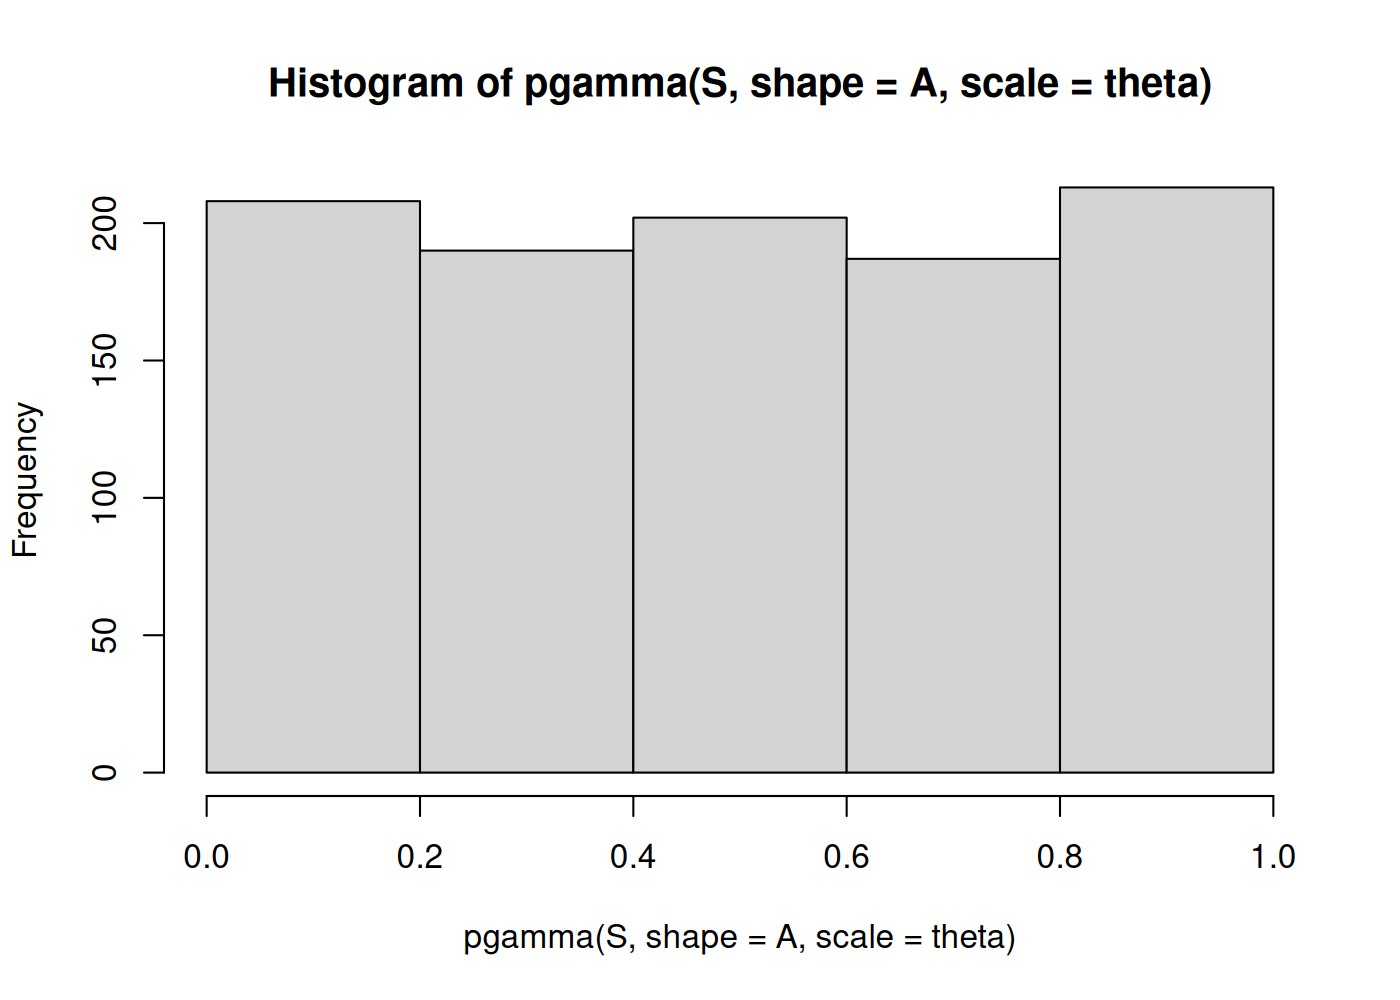 Histogram of pgamma(S, shape = A, scale = theta)
Frequency
200
150
100
50
0
0.0 0.2 0.4 0.6 0.8 1.0
pgamma(S, shape = A, scale = theta)